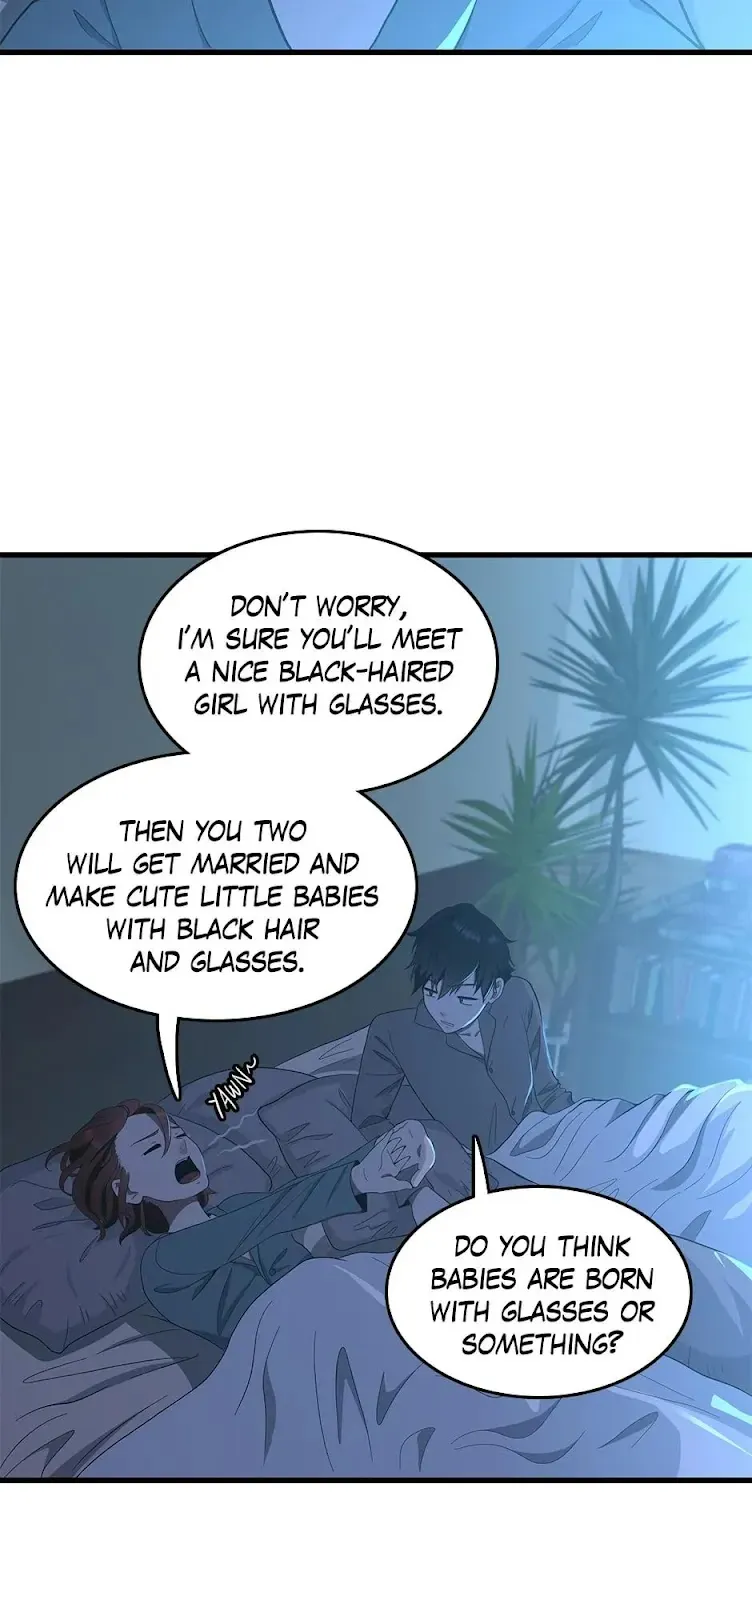 DON'T WORRY,
I'M SURE YOU'LL MEET
A NICE BLACK-HAIRED
GIRL WITH GLASSES.
THEN YOU TWO
WILL GET MARRIED AND
MAKE CUTE LITTLE BABIES
WITH BLACK HAIR
AND GLASSES.
YAWN~
DO YOU THINK
BABIES ARE BORN
WITH GLASSES OR
SOMETHING?